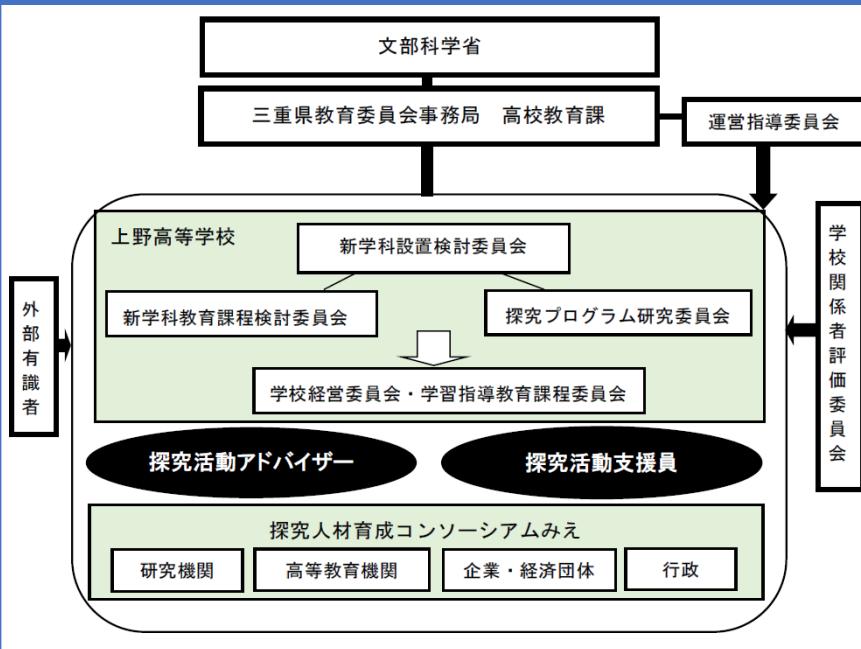 文部科学省
三重県教育委員会事務局　高校教育課
運営指導委員会
上野高等学校
新学科設置検討委員会
新学科教育課程検討委員会
探究プログラム研究委員会
学校経営委員会・学習指導教育課程委員会
外部有識者
学校関係者評価委員会
探究活動アドバイザー
探究活動支援員
探究人材育成コンソーシアムみえ
研究機関
高等教育機関
企業・経済団体
行政